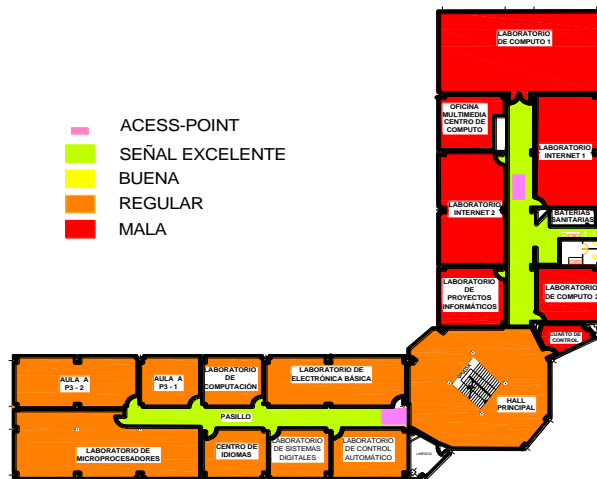 ACESS-POINT
SEÑAL EXCELENTE
BUENA
REGULAR
MALA
LABORATORIO
DE COMPUTO 1
OFICINA
MULTIMEDIA
CENTRO DE
COMPUTO
LABORATORIO
INTERNET 1
LABORATORIO
INTERNET 2
BATERIAS
SANITARIAS
LABORATORIO
DE
PROYECTOS
INFORMÁTICOS
LABORATORIO
DE COMPUTO 2
CUARTO DE
CONTROL
HALL
PRINCIPAL
AULA A
P3 - 2
AULA A
P3 - 1
LABORATORIO
DE
COMPUTACIÓN
LABORATORIO DE
ELECTRÓNICA BÁSICA
PASILLO
LABORATORIO DE
MICROPROCESADORES
CENTRO DE
IDIOMAS
LABORATORIO
DE SISTEMAS
DIGITALES
LABORATORIO
DE CONTROL
AUTOMÁTICO
LIMPIEZA